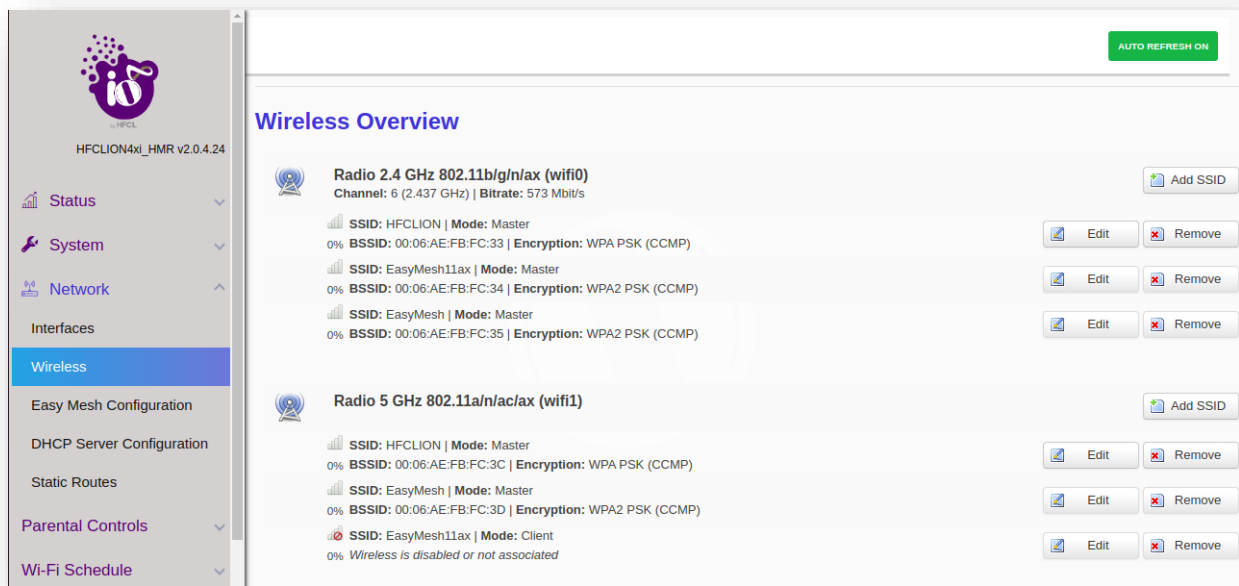 AUTO REFRESH ON
io
by HFCL
HFCLION4xi_HMR v2.0.4.24
Status
System
Network
Interfaces
Wireless
Easy Mesh Configuration
DHCP Server Configuration
Static Routes
Parental Controls
Wi-Fi Schedule
Wireless Overview
Radio 2.4 GHz 802.11b/g/n/ax (wifi0)
Channel: 6 (2.437 GHz) | Bitrate: 573 Mbit/s
Add SSID
SSID: HFCLION | Mode: Master
0% BSSID: 00:06:AE:FB:FC:33 | Encryption: WPA PSK (CCMP)
Edit Remove
SSID: EasyMesh11ax | Mode: Master
0% BSSID: 00:06:AE:FB:FC:34 | Encryption: WPA2 PSK (CCMP)
Edit Remove
SSID: EasyMesh | Mode: Master
0% BSSID: 00:06:AE:FB:FC:35 | Encryption: WPA2 PSK (CCMP)
Edit Remove
Radio 5 GHz 802.11a/n/ac/ax (wifi1)
Add SSID
SSID: HFCLION | Mode: Master
0% BSSID: 00:06:AE:FB:FC:3C | Encryption: WPA PSK (CCMP)
Edit Remove
SSID: EasyMesh | Mode: Master
0% BSSID: 00:06:AE:FB:FC:3D | Encryption: WPA2 PSK (CCMP)
Edit Remove
SSID: EasyMesh11ax | Mode: Client
0% Wireless is disabled or not associated
Edit Remove